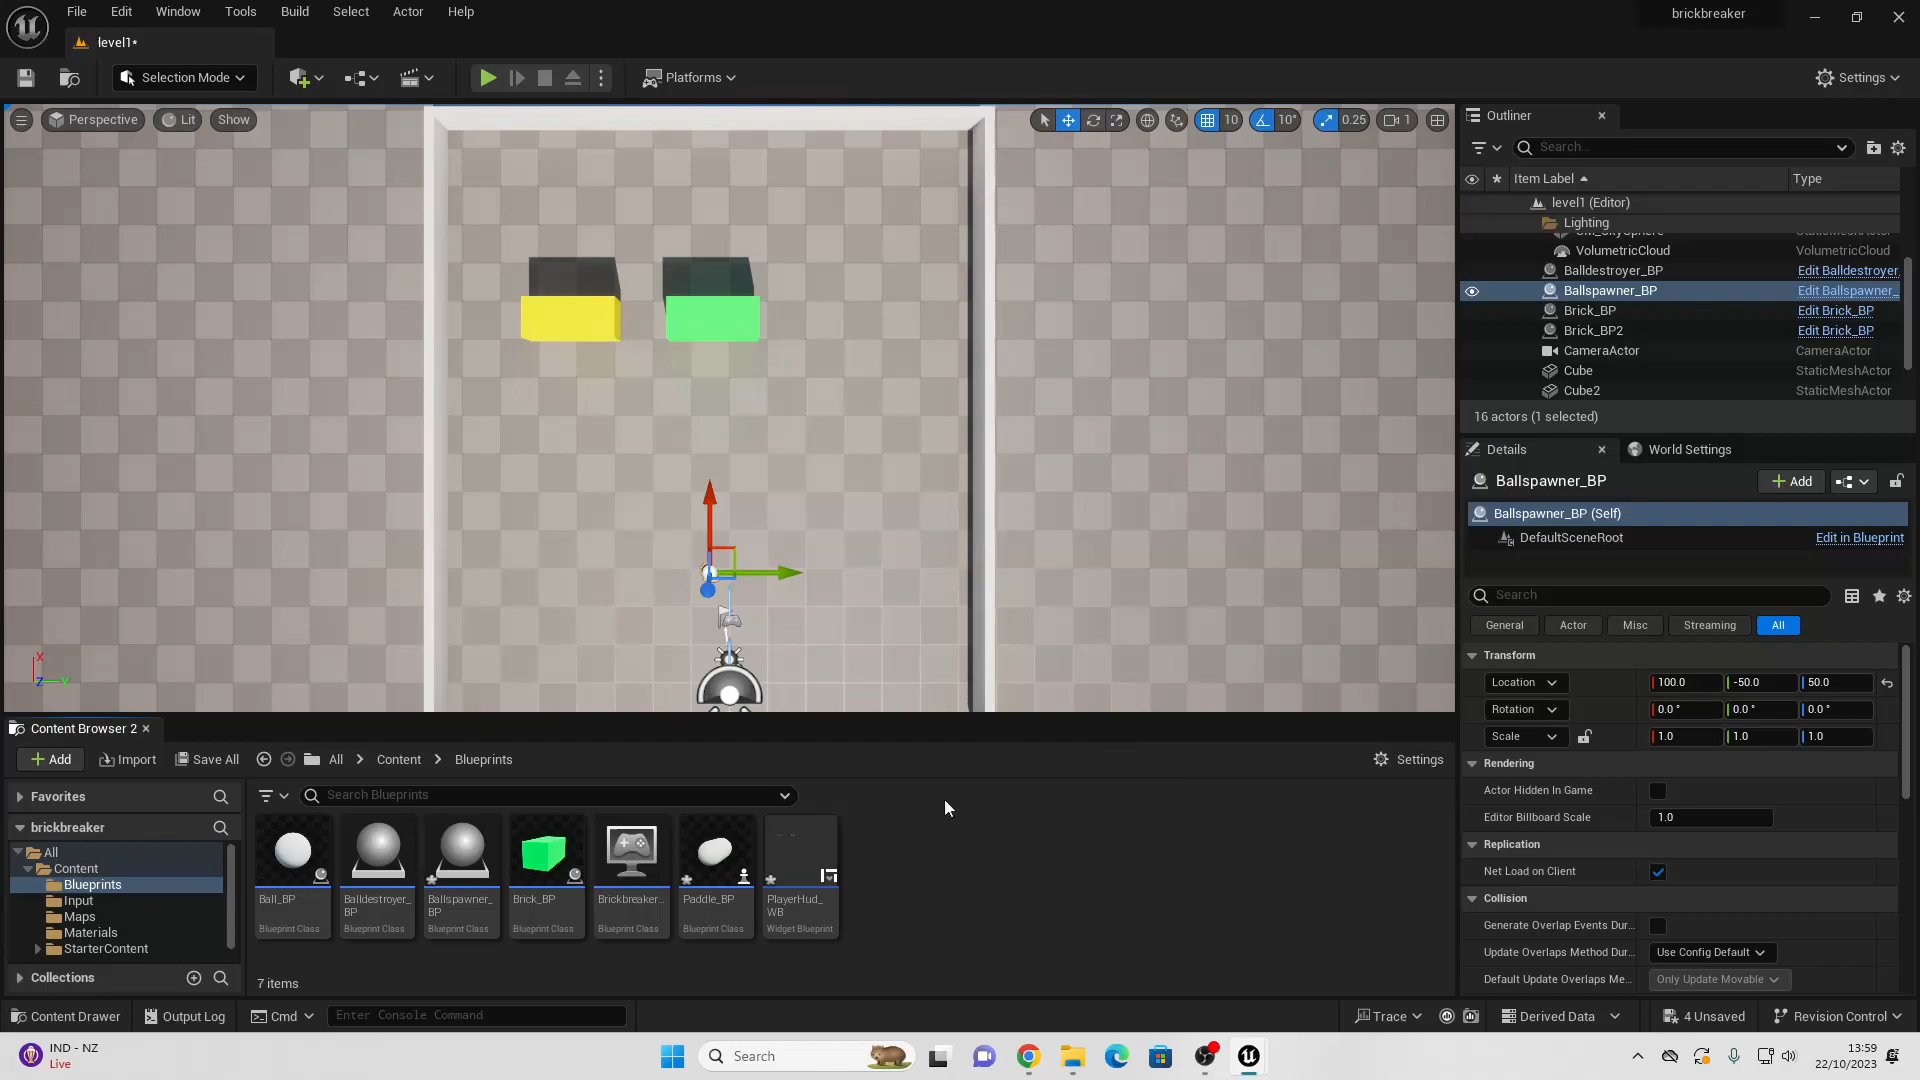 File Edit Window Tools Build Select Actor Help
brickbreaker
level1*
Selection Mode
Platforms
Settings
Perspective Lit Show
10 10° 0.25 1
Outliner
Search...
Item Label Type
level1 (Editor)
Lighting
VolumetricCloud VolumetricCloud
Balldestroyer_BP Edit Balldestroyer
Ballspawner_BP Edit Ballspawner_
Brick_BP Edit Brick_BP
Brick_BP2 Edit Brick_BP
CameraActor CameraActor
Cube StaticMeshActor
Cube2 StaticMeshActor
16 actors (1 selected)
Details World Settings
Ballspawner_BP Add
Ballspawner_BP (Self)
DefaultSceneRoot Edit in Blueprint
Search
General Actor Misc Streaming All
Transform
Location 100.0 -50.0 50.0
Rotation 0.0° 0.0° 0.0°
Scale 1.0 1.0 1.0
Rendering
Actor Hidden In Game
Editor Billboard Scale 1.0
Replication
Net Load on Client
Collision
Generate Overlap Events Dur...
Update Overlaps Method Dur... Use Config Default
Default Update Overlaps Me... Only Update Movable
X
Z Y
Content Browser 2
Add Import Save All All Content Blueprints Settings
Favorites
brickbreaker
All
Content
Blueprints
Input
Maps
Materials
StarterContent
Collections
Search Blueprints
Ball_BP
Blueprint Class
Balldestroyer_
BP
Blueprint Class
Ballspawner_
BP
Blueprint Class
Brick_BP
Blueprint Class
Brickbreaker...
Blueprint Class
Paddle_BP
Blueprint Class
PlayerHud_
WB
Widget Blueprint
7 items
Content Drawer Output Log Cmd Enter Console Command
Trace Derived Data 4 Unsaved Revision Control
IND - NZ
Live
Search
13:59
22/10/2023